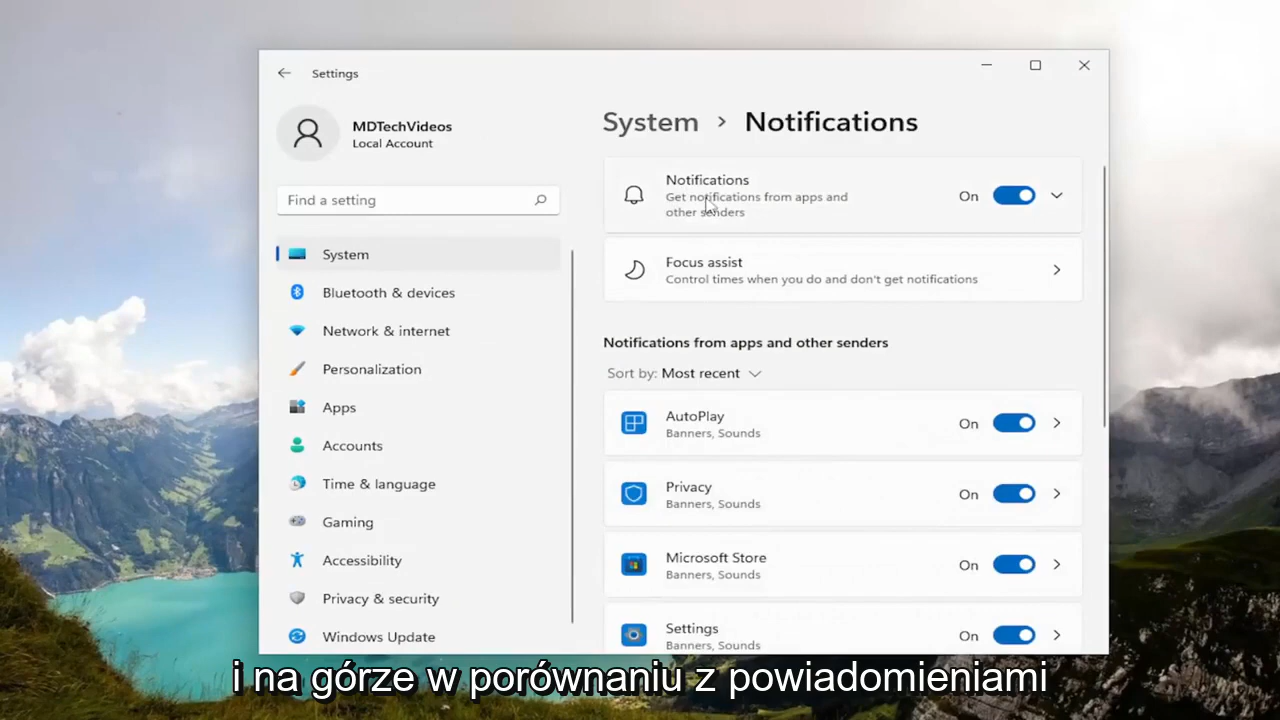 Settings
MDTechVideos
Local Account
Find a setting
System
Bluetooth & devices
Network & internet
Personalization
Apps
Accounts
Time & language
Gaming
Accessibility
Privacy & security
Windows Update
System > Notifications
Notifications
Get notifications from apps and
other senders
On
Focus assist
Control times when you do and don't get notifications
Notifications from apps and other senders
Sort by: Most recent
AutoPlay
Banners, Sounds
On
Privacy
Banners, Sounds
On
Microsoft Store
Banners, Sounds
On
Settings
Banners, Sounds
On
i na górze w porównaniu z powiadomieniami